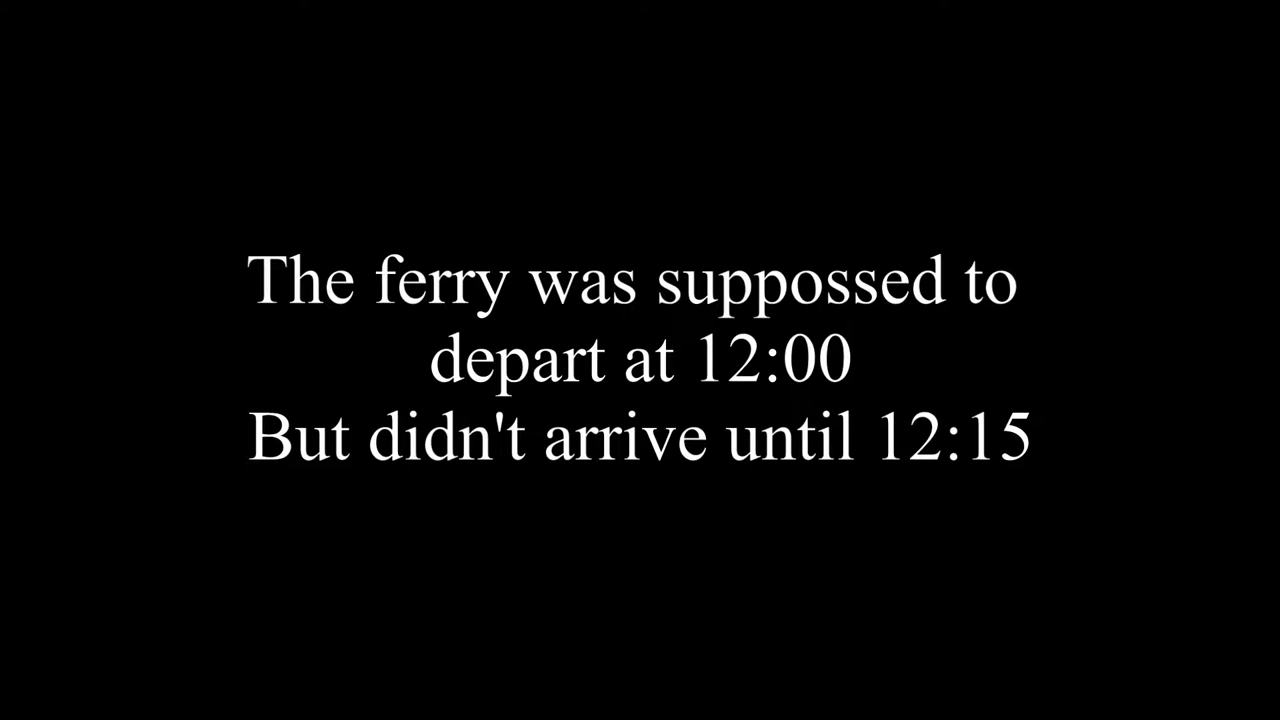 The ferry was suppossed to
depart at 12:00
But didn't arrive until 12:15